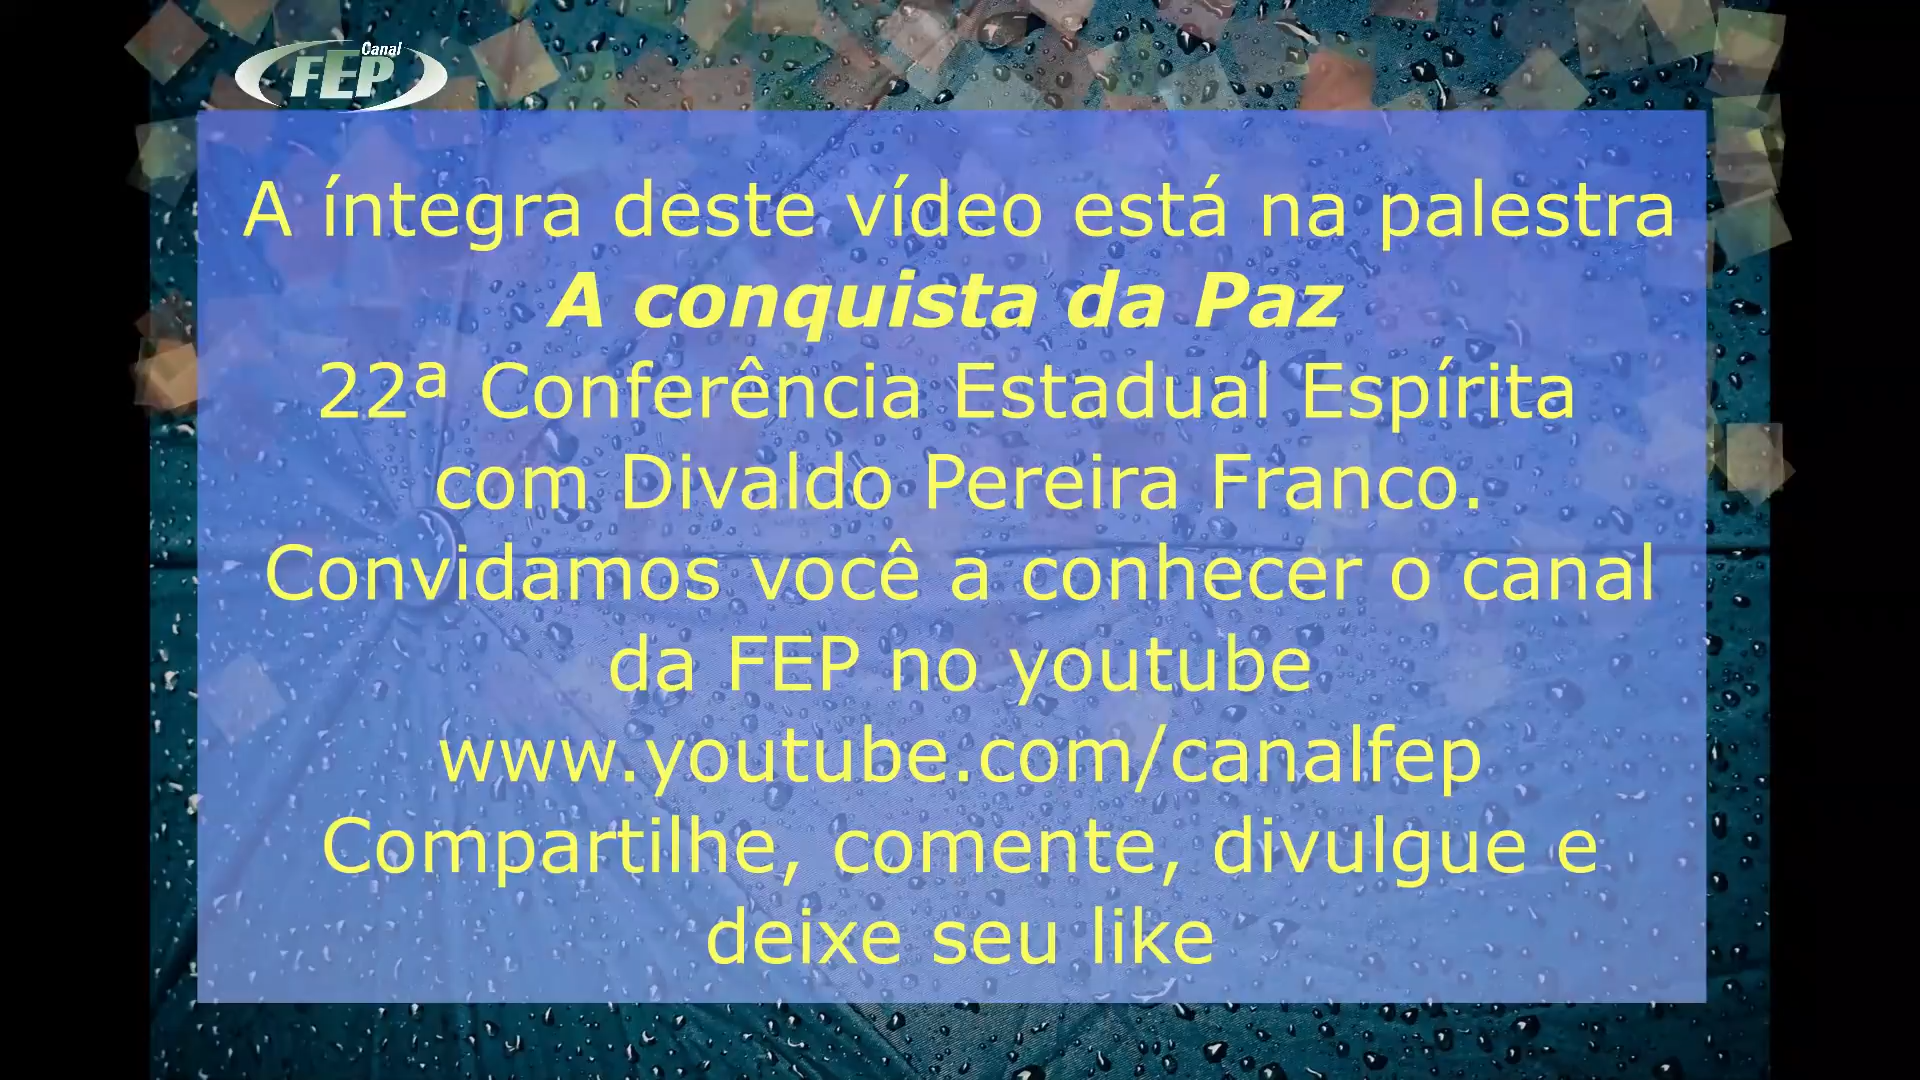 Canal
FEP
A íntegra deste vídeo está na palestra
A conquista da Paz
22ª Conferência Estadual Espírita
com Divaldo Pereira Franco.
Convidamos você a conhecer o canal
da FEP no youtube
www.youtube.com/canalfep
Compartilhe, comente, divulgue e
deixe seu like